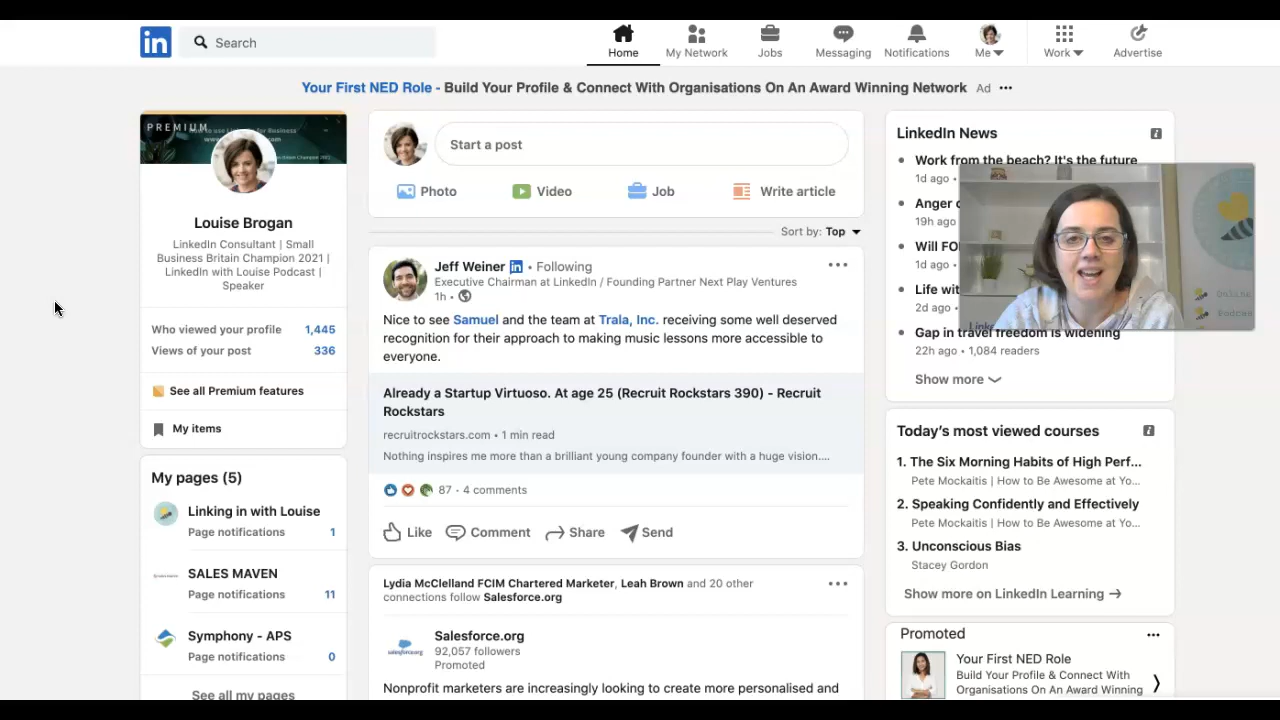 in
Search
Home
My Network
Jobs
Messaging
Notifications
Me
Work
Advertise
Your First NED Role - Build Your Profile & Connect With Organisations On An Award Winning Network Ad
PREMIUM
Louise Brogan
LinkedIn Consultant | Small
Business Britain Champion 2021 |
LinkedIn with Louise Podcast |
Speaker
Who viewed your profile 1,445
Views of your post 336
See all Premium features
My items
My pages (5)
Linking in with Louise
Page notifications 1
SALES MAVEN
Page notifications 11
Symphony - APS
Page notifications 0
See all my pages
Start a post
Photo
Video
Job
Write article
Sort by: Top
Jeff Weiner in • Following
Executive Chairman at LinkedIn / Founding Partner Next Play Ventures
1h •
Nice to see Samuel and the team at Trala, Inc. receiving some well deserved
recognition for their approach to making music lessons more accessible to
everyone.
Already a Startup Virtuoso. At age 25 (Recruit Rockstars 390) - Recruit
Rockstars
recruitrockstars.com • 1 min read
Nothing inspires me more than a brilliant young company founder with a huge vision....
87 • 4 comments
Like
Comment
Share
Send
Lydia McClelland FCIM Chartered Marketer, Leah Brown and 20 other
connections follow Salesforce.org
Salesforce.org
92,057 followers
Promoted
Nonprofit marketers are increasingly looking to create more personalised and
LinkedIn News
Work from the beach? It's the future
1d ago •
Anger
19h ago •
Will
1d ago •
Life
2d ago •
Gap in travel freedom is widening
22h ago • 1,084 readers
Show more
Today's most viewed courses
1. The Six Morning Habits of High Perf...
Pete Mockaitis | How to Be Awesome at Yo...
2. Speaking Confidently and Effectively
Pete Mockaitis | How to Be Awesome at Yo...
3. Unconscious Bias
Stacey Gordon
Show more on LinkedIn Learning →
Promoted
Your First NED Role
Build Your Profile & Connect With
Organisations On An Award Winning